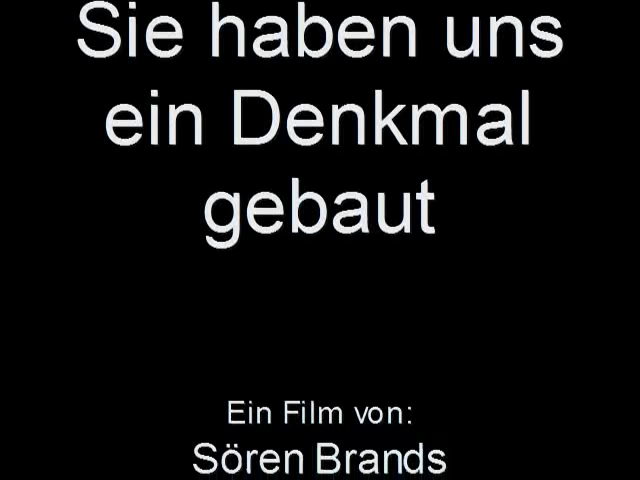 Sie haben uns
ein Denkmal
gebaut
Ein Film von:
Sören Brands